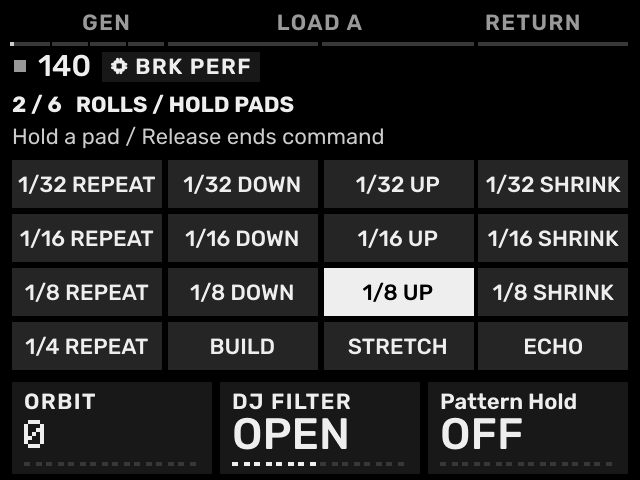 GEN LOAD A RETURN
140 BRK PERF
2 / 6 ROLLS / HOLD PADS
Hold a pad / Release ends command
1/32 REPEAT 1/32 DOWN 1/32 UP 1/32 SHRINK
1/16 REPEAT 1/16 DOWN 1/16 UP 1/16 SHRINK
1/8 REPEAT 1/8 DOWN 1/8 UP 1/8 SHRINK
1/4 REPEAT BUILD STRETCH ECHO
ORBIT DJ FILTER Pattern Hold
0 OPEN OFF